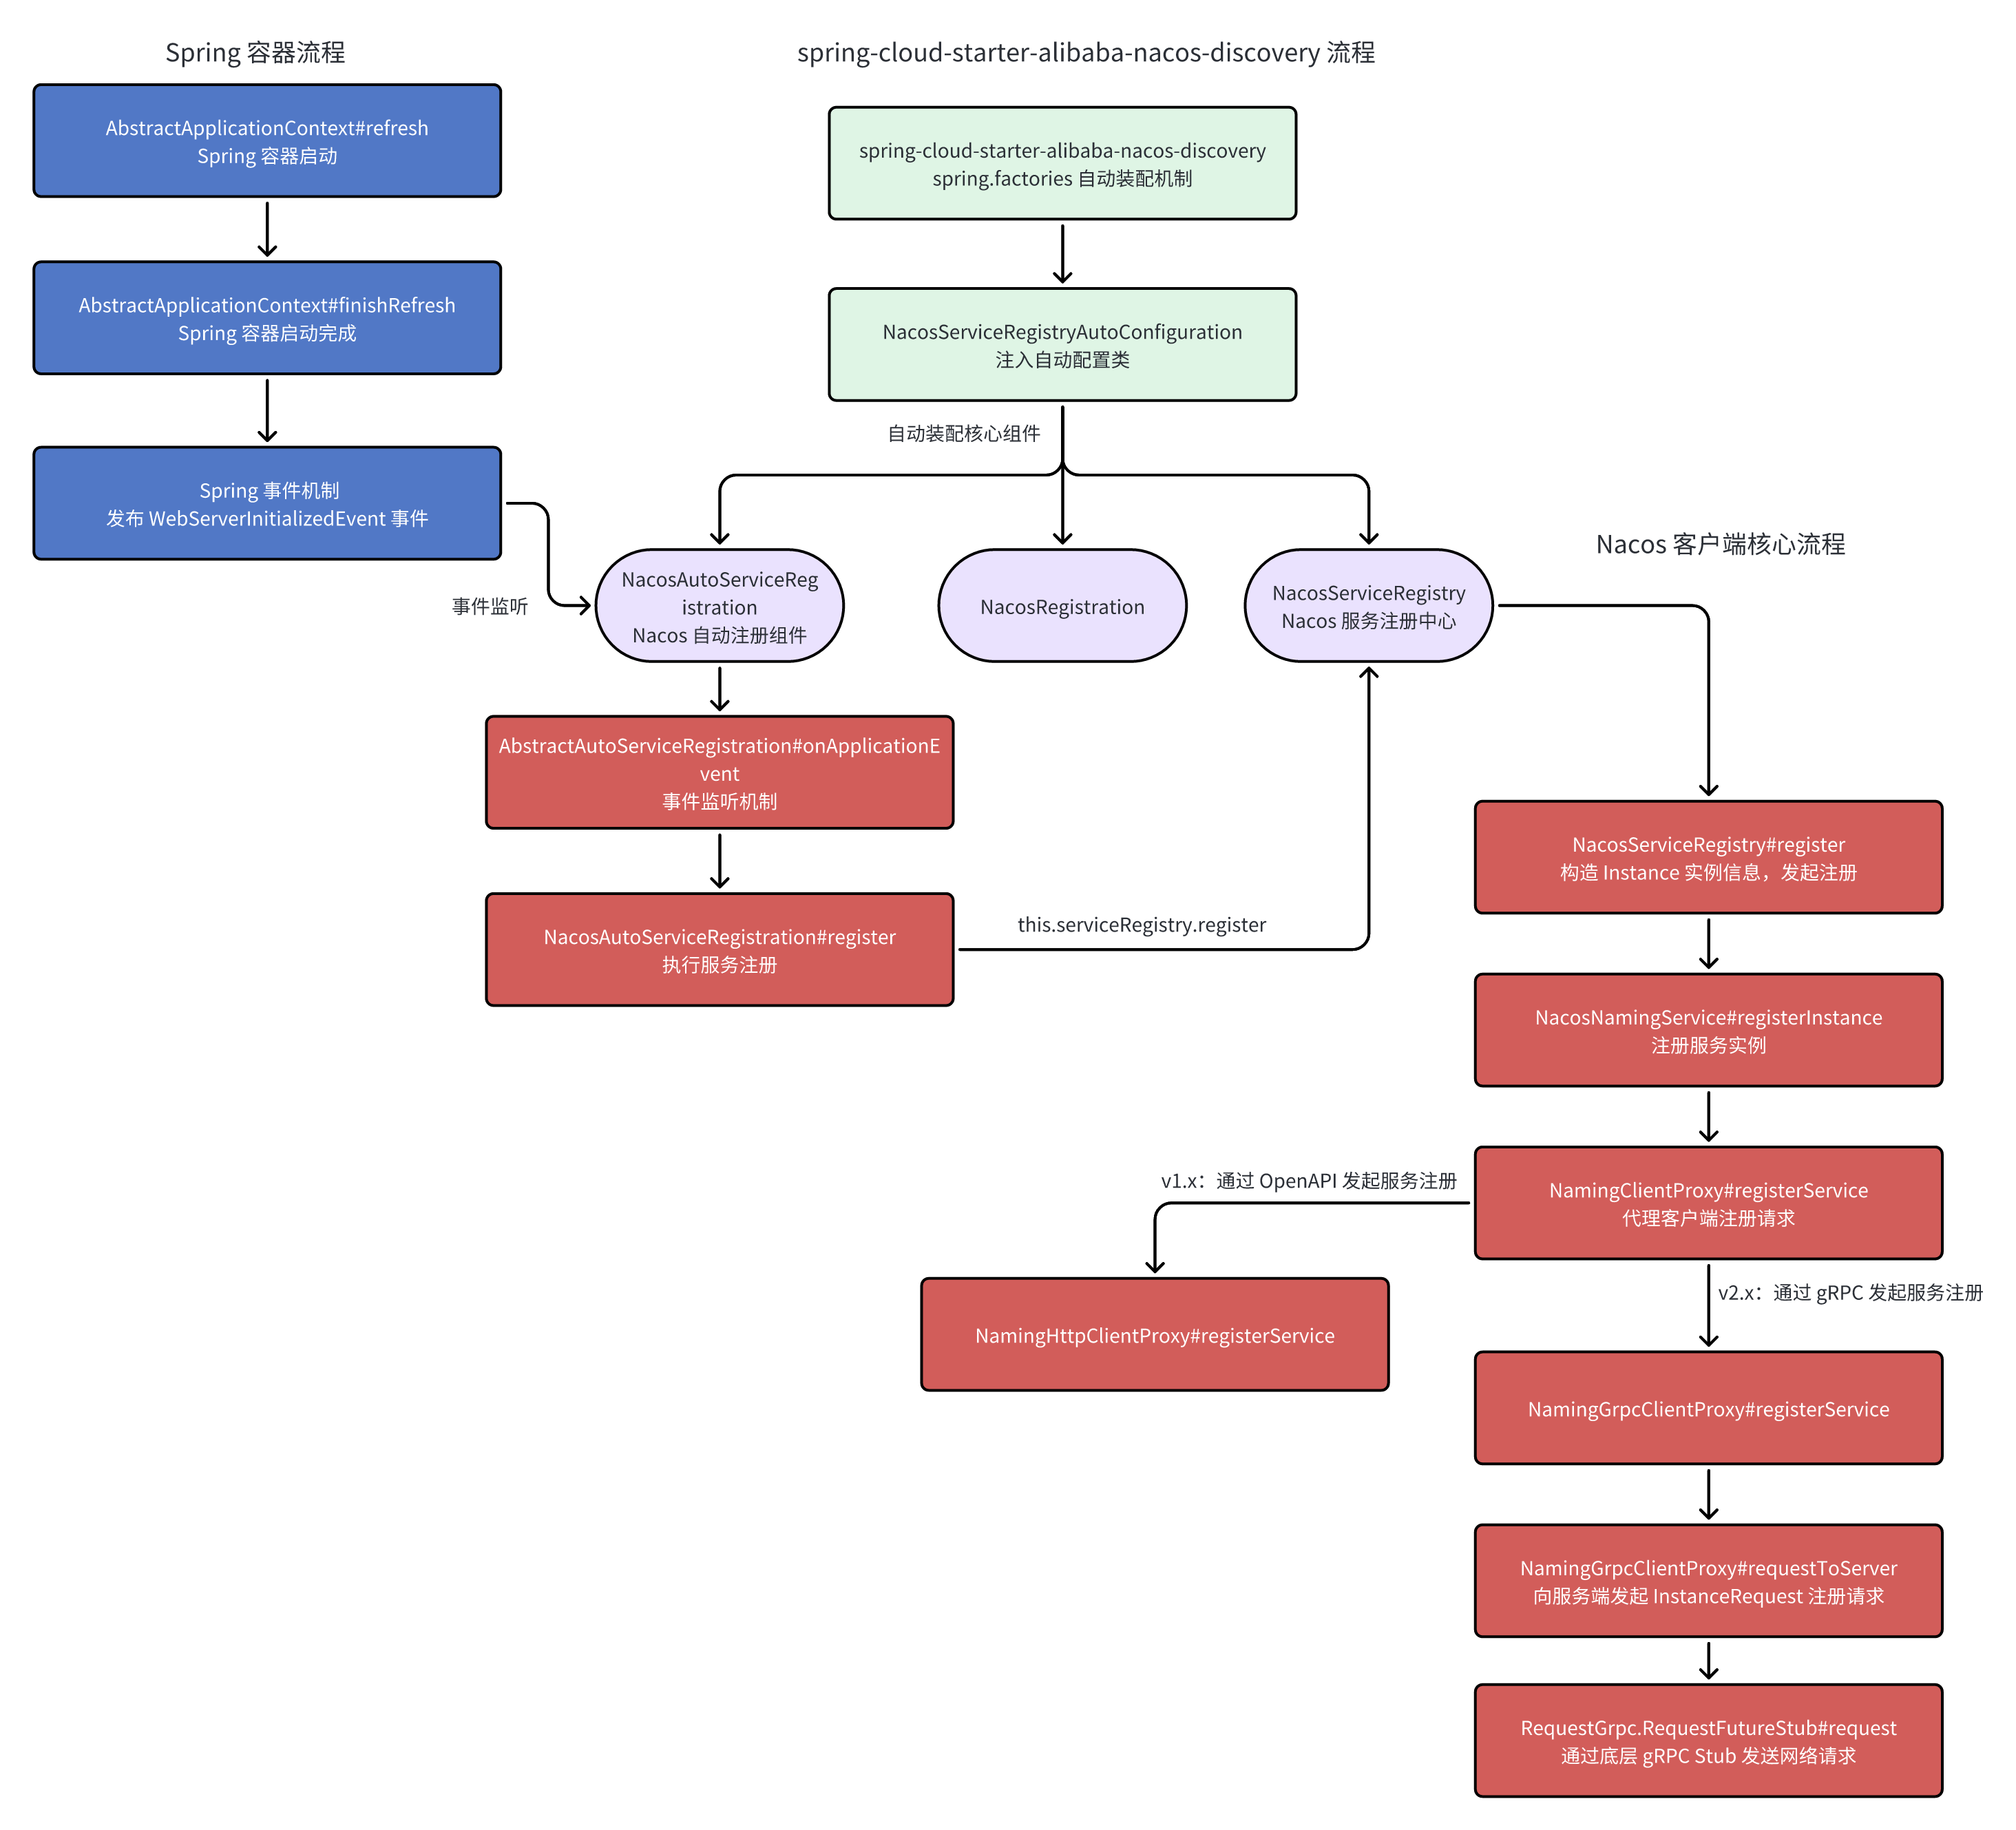 Spring 容器流程
AbstractApplicationContext#refresh
Spring 容器启动
AbstractApplicationContext#finishRefresh
Spring 容器启动完成
Spring 事件机制
发布 WebServerInitializedEvent 事件
事件监听
spring-cloud-starter-alibaba-nacos-discovery 流程
spring-cloud-starter-alibaba-nacos-discovery
spring.factories 自动装配机制
NacosServiceRegistryAutoConfiguration
注入自动配置类
自动装配核心组件
NacosAutoServiceReg
istration
Nacos 自动注册组件
NacosRegistration
NacosServiceRegistry
Nacos 服务注册中心
AbstractAutoServiceRegistration#onApplicationE
vent
事件监听机制
NacosAutoServiceRegistration#register
执行服务注册
this.serviceRegistry.register
Nacos 客户端核心流程
NacosServiceRegistry#register
构造 Instance 实例信息，发起注册
NacosNamingService#registerInstance
注册服务实例
NamingClientProxy#registerService
代理客户端注册请求
v1.x：通过 OpenAPI 发起服务注册
NamingHttpClientProxy#registerService
v2.x：通过 gRPC 发起服务注册
NamingGrpcClientProxy#registerService
NamingGrpcClientProxy#requestToServer
向服务端发起 InstanceRequest 注册请求
RequestGrpc.RequestFutureStub#request
通过底层 gRPC Stub 发送网络请求